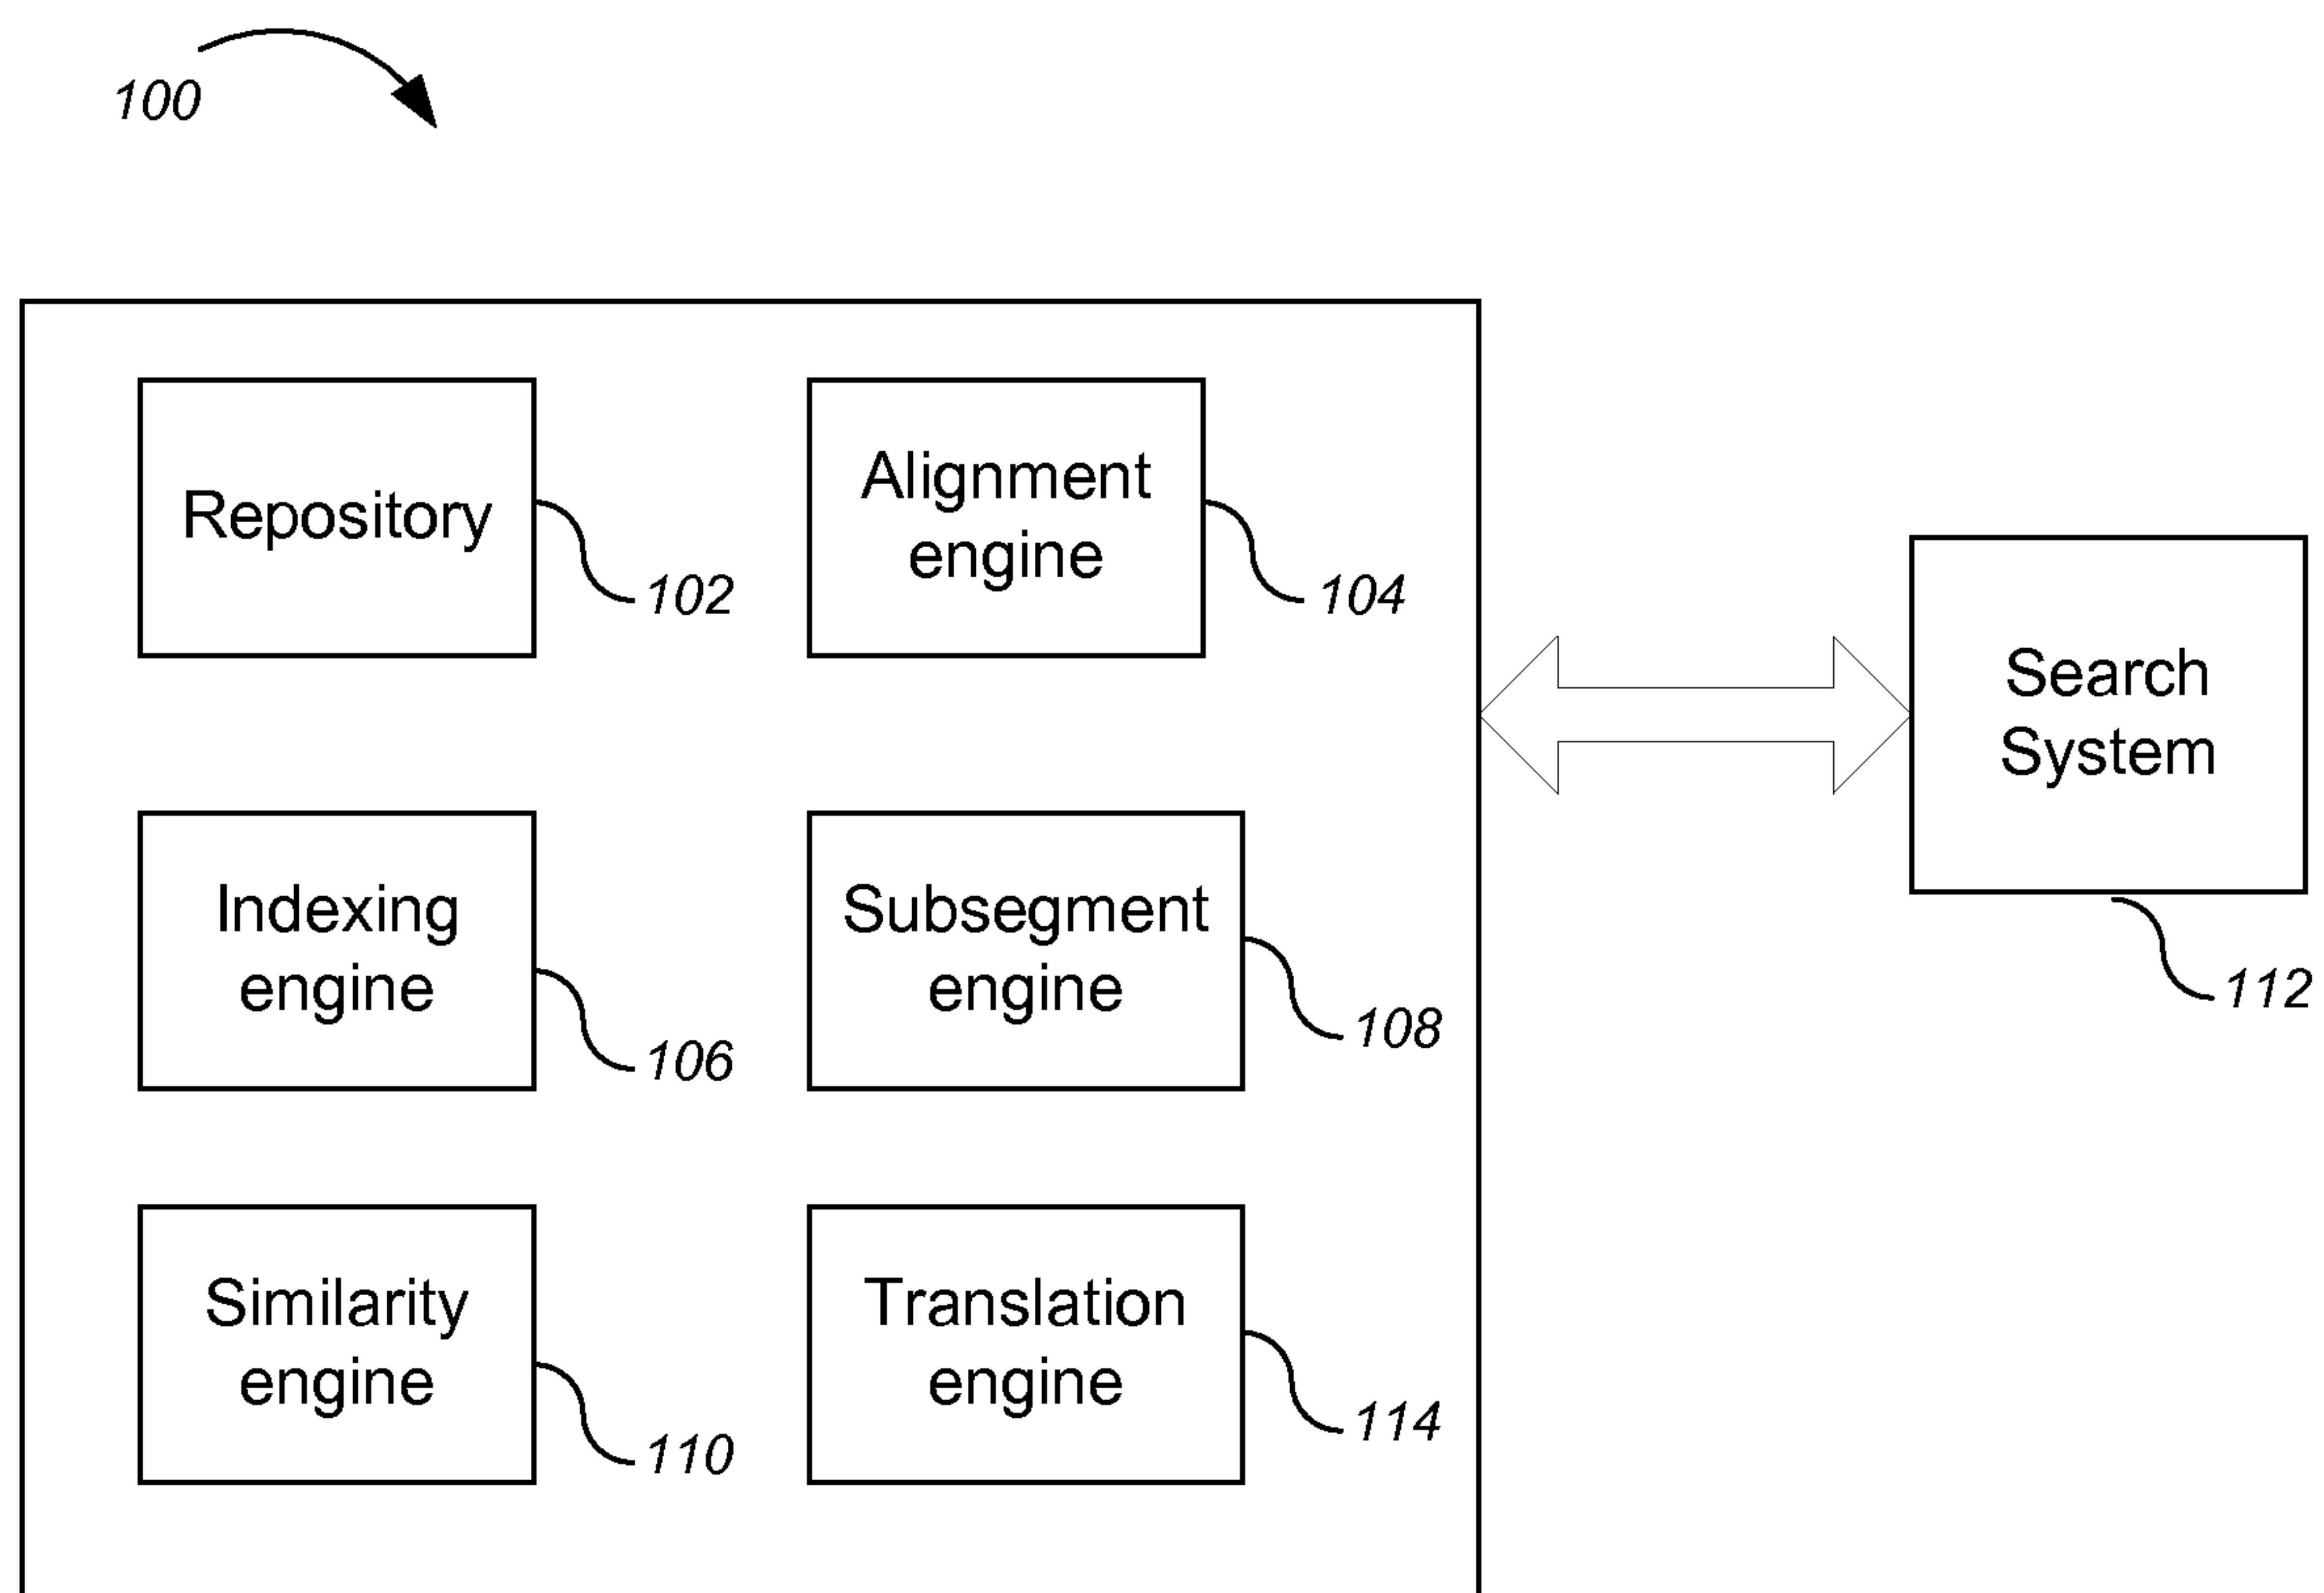 100
Repository
102
Alignment
engine
104
Search
System
112
Indexing
engine
106
Subsegment
engine
108
Similarity
engine
110
Translation
engine
114